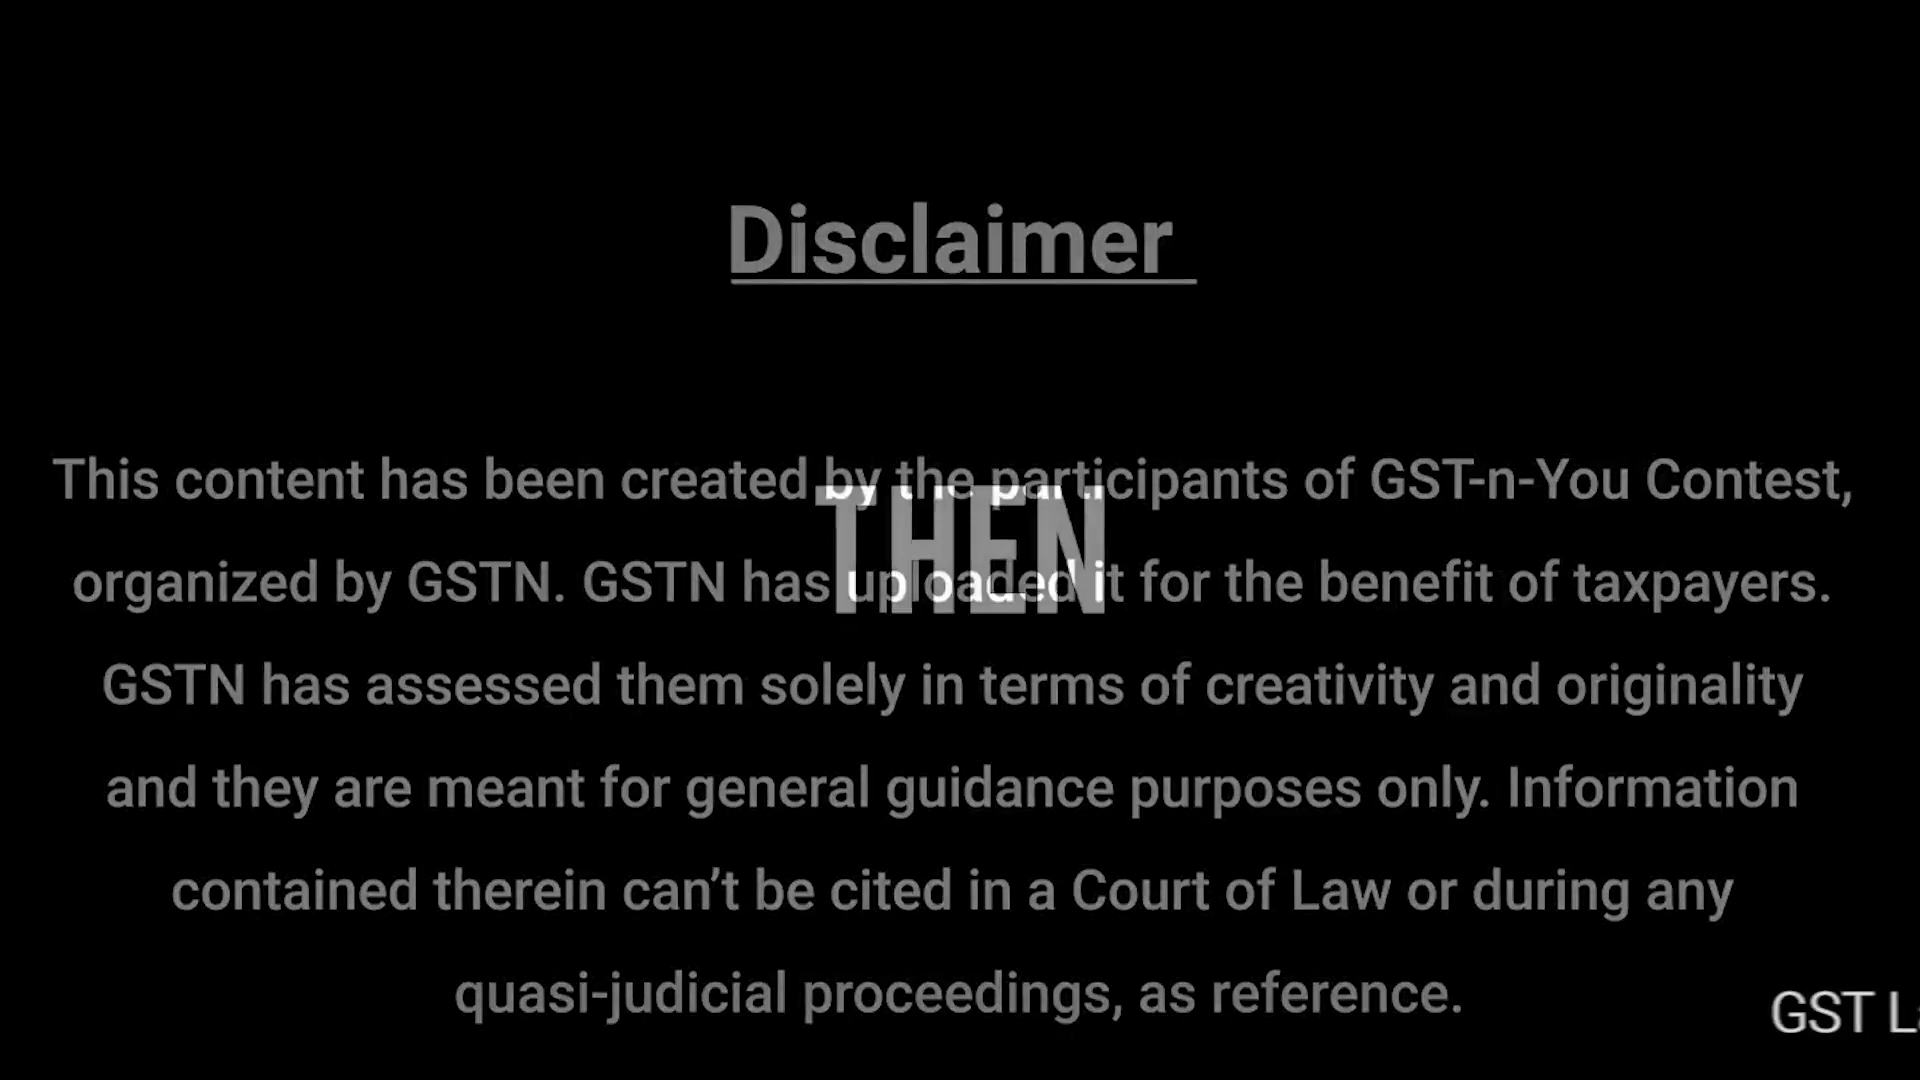 Disclaimer
This content has been created by the participants of GST-n-You Contest,
THEN
organized by GSTN. GSTN has uploaded it for the benefit of taxpayers.
GSTN has assessed them solely in terms of creativity and originality
and they are meant for general guidance purposes only. Information
contained therein can’t be cited in a Court of Law or during any
quasi-judicial proceedings, as reference.
GST